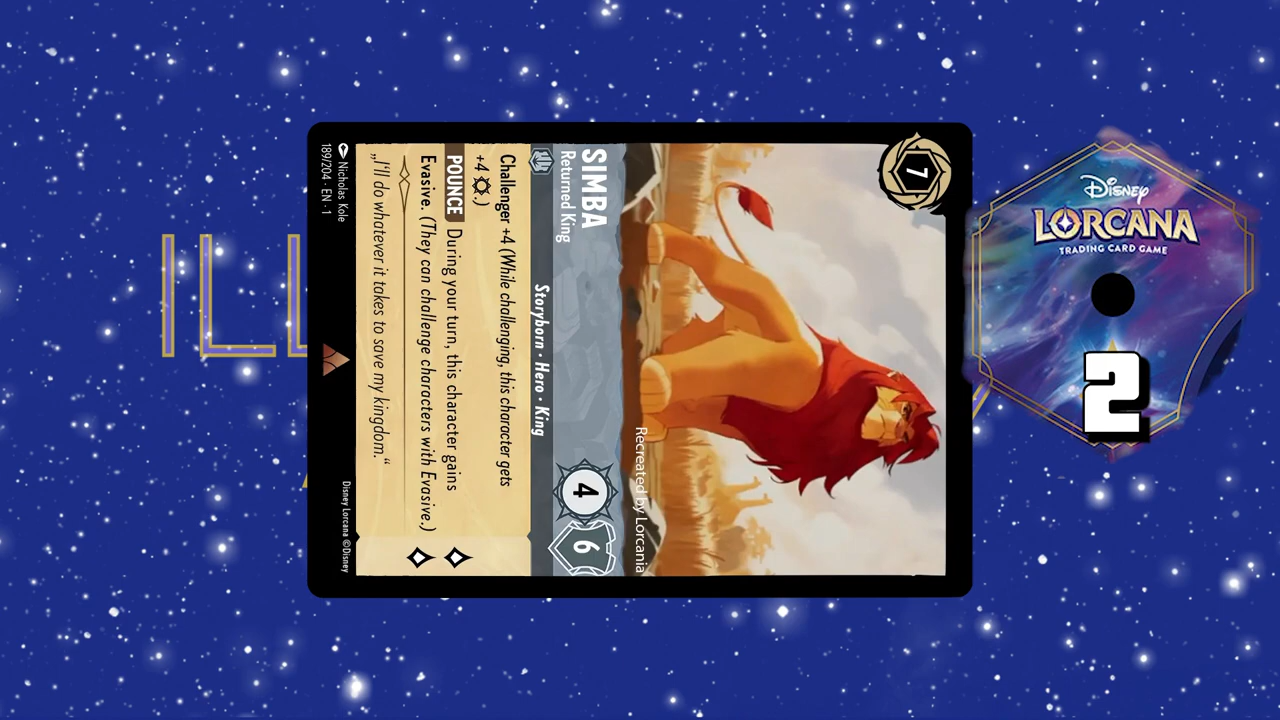 7
Recreated by Lorcania
SIMBA
Returned King
4
6
Storyborn • Hero • King
Challenger +4 (While challenging, this character gets
+4 .)
POUNCE During your turn, this character gains
Evasive. (They can challenge characters with Evasive.)
„I'll do whatever it takes to save my kingdom.“
Nicholas Kole
189/204 • EN • 1
Disney Lorcana ©Disney
Disney
LORCANA
TRADING CARD GAME
2